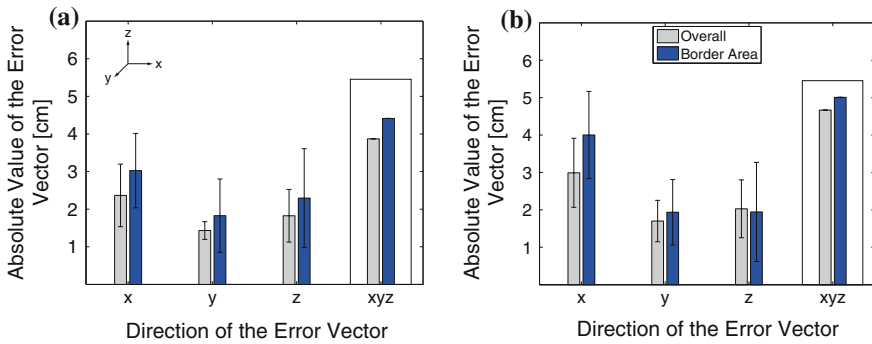 (a)
Absolute Value of the Error
Vector [cm]
7
6
5
4
3
2
1
z
x
y
x y z xyz
Direction of the Error Vector
(b)
Absolute Value of the Error
Vector [cm]
7
6
5
4
3
2
1
Overall
Border Area
x y z xyz
Direction of the Error Vector